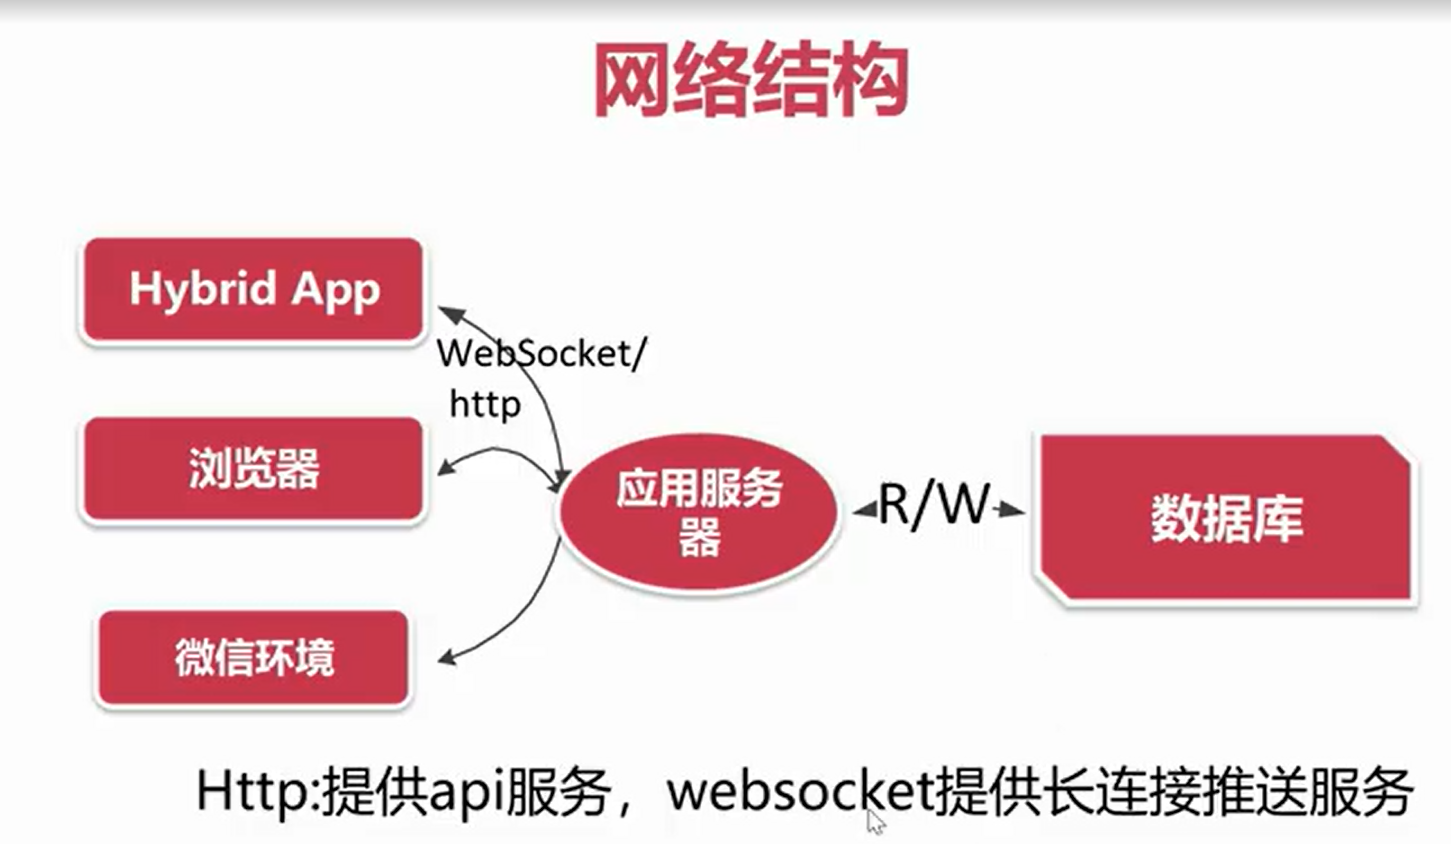 网络结构
Hybrid App
WebSocket/
http
浏览器
应用服务
器
R/W
数据库
微信环境
Http:提供api服务，websocket提供长连接推送服务